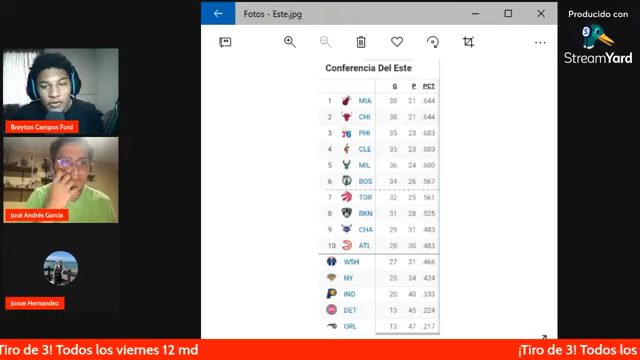 Fotos - Este.jpg
Producido con
StreamYard
Conferencia Del Este
G P PCT
1 MIA 38 21 .644
2 CHI 38 21 .644
3 PHI 35 23 .603
4 CLE 35 23 .603
5 MIL 36 24 .600
6 BOS 34 26 .567
7 TOR 32 25 .561
8 BKN 31 28 .525
9 CHA 29 31 .483
10 ATL 28 30 .483
WSH 27 31 .466
NY 25 34 .424
IND 20 40 .333
DET 13 45 .224
ORL 13 47 .217
Breyton Campos Ford
José Andrés García
Josue Hernandez
Tiro de 3! Todos los viernes 12 md
¡Tiro de 3! Todos los